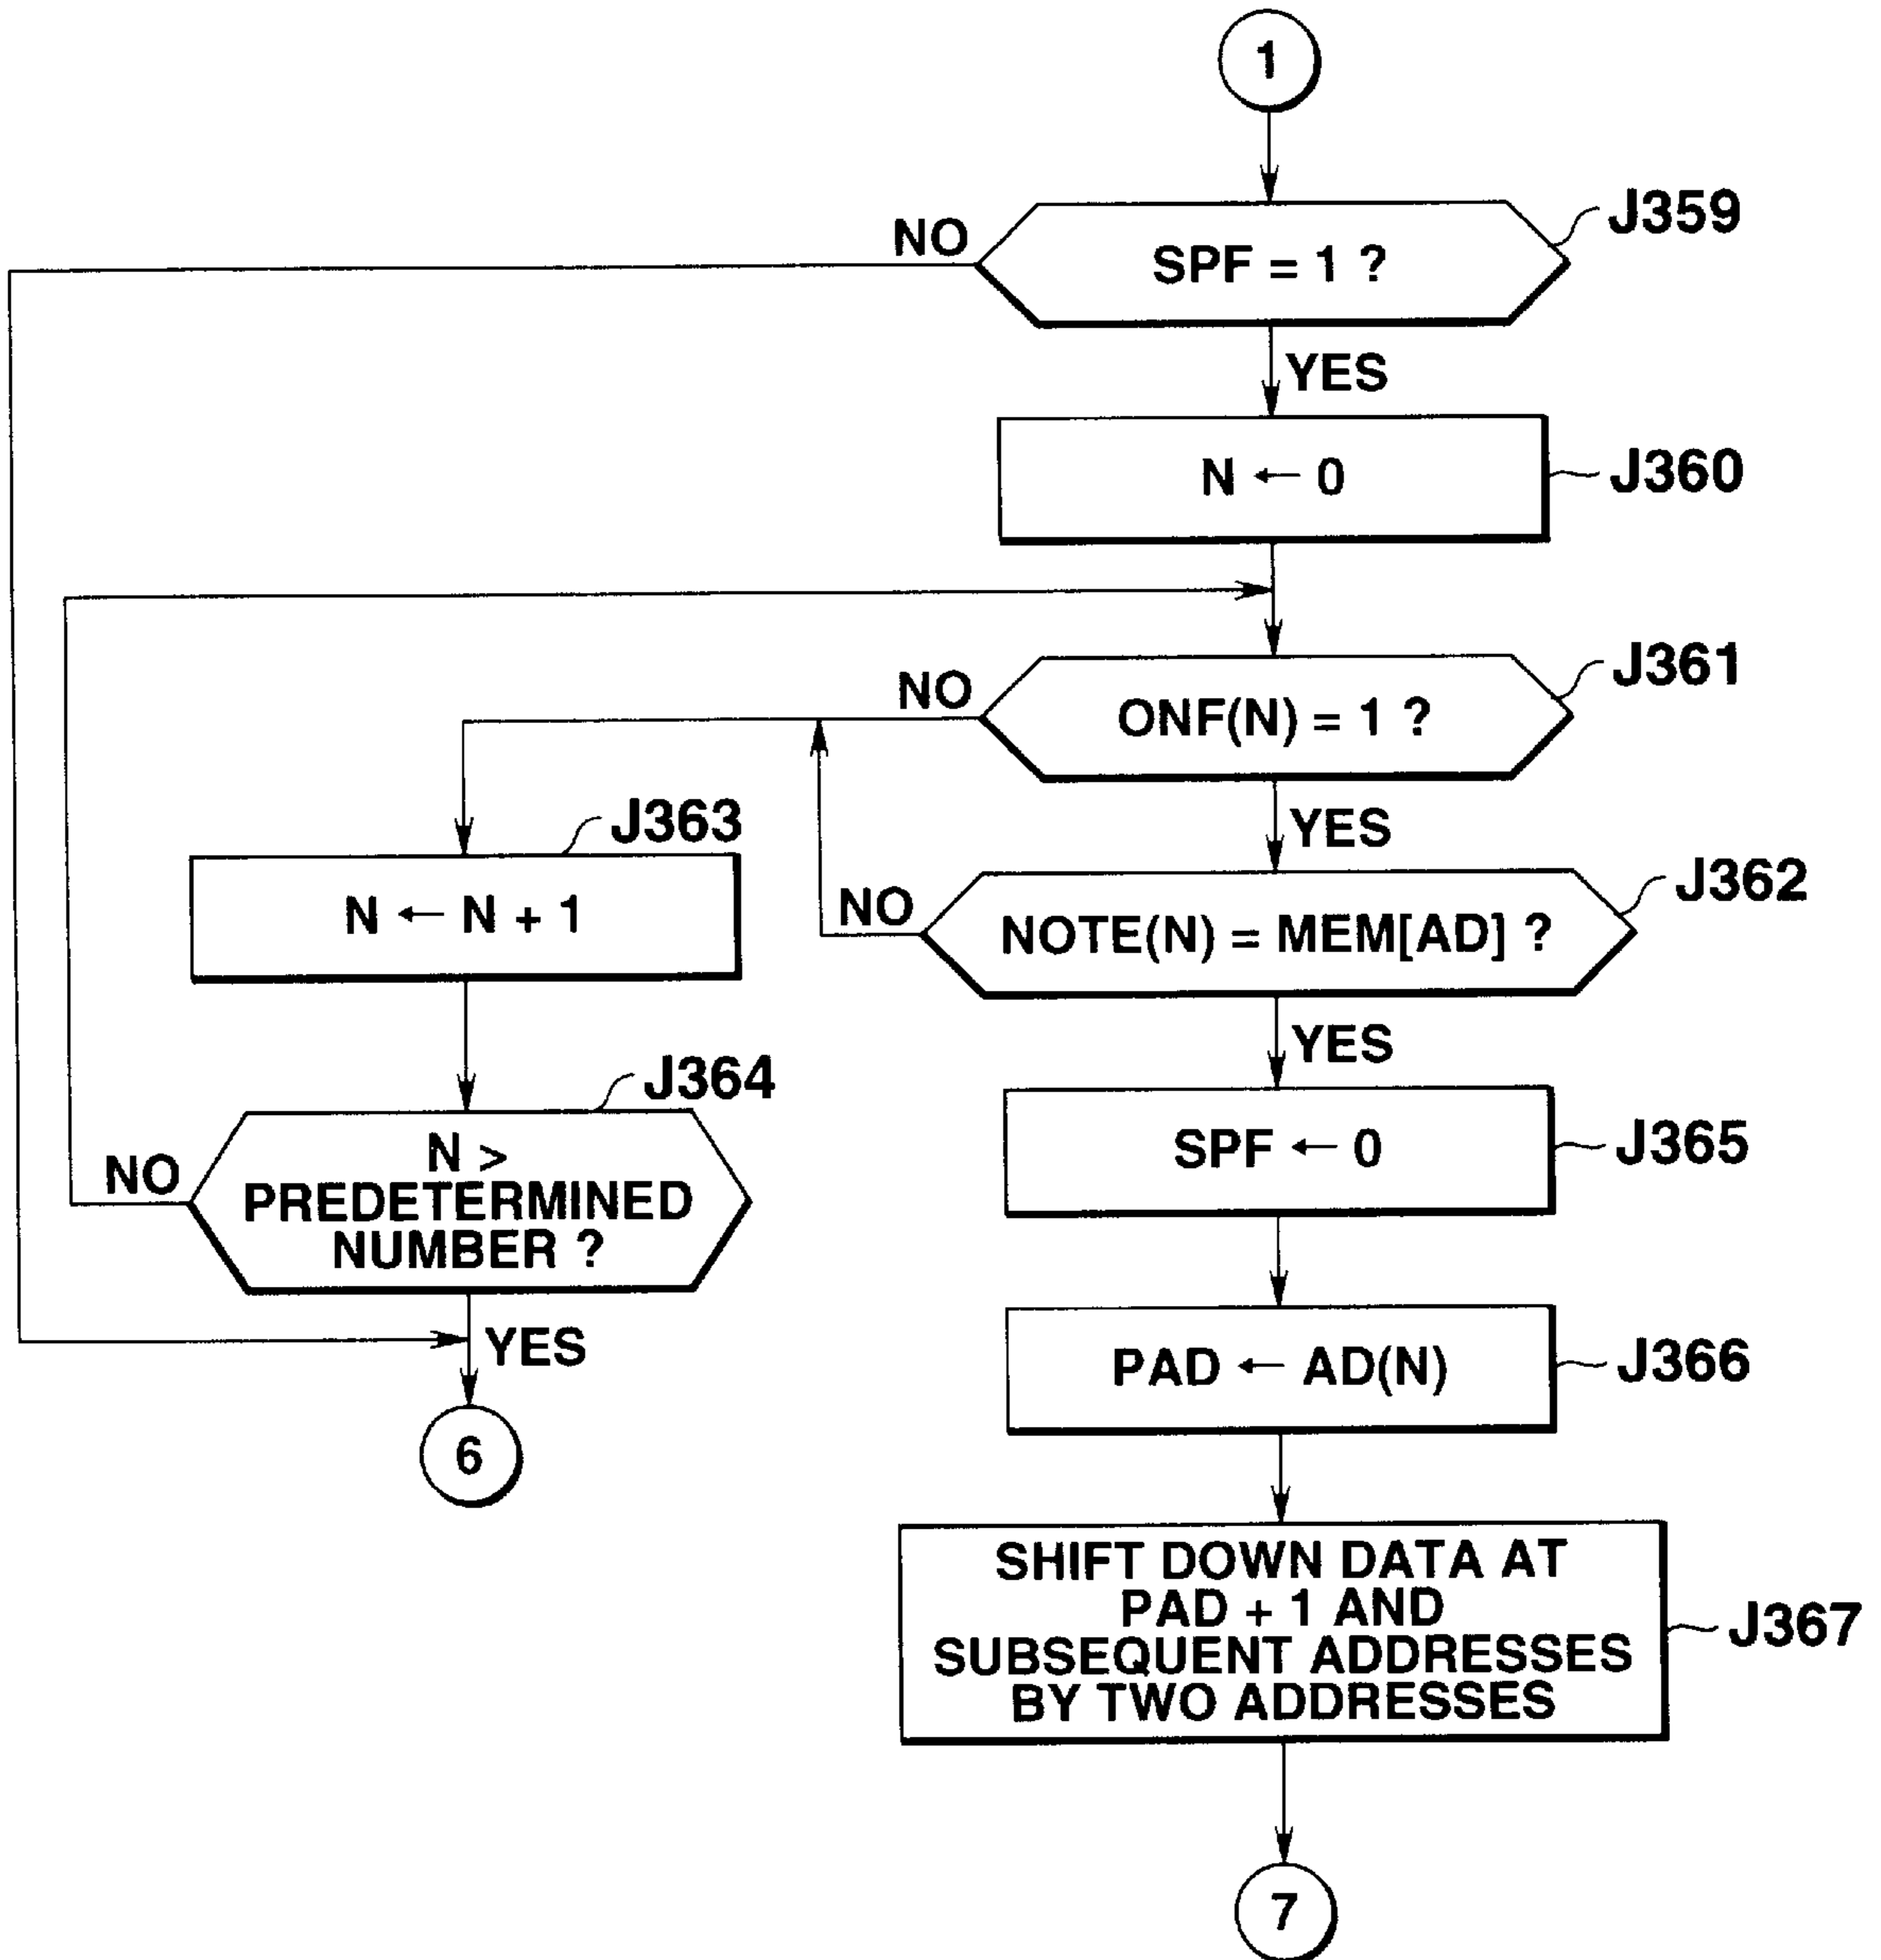 1
J359
NO
SPF = 1 ?
YES
N ← 0
J360
J361
NO
ONF(N) = 1 ?
YES
J363
N ← N + 1
J362
NO
NOTE(N) = MEM[AD] ?
YES
J364
NO
N >
PREDETERMINED
NUMBER ?
YES
6
SPF ← 0
J365
PAD ← AD(N)
J366
SHIFT DOWN DATA AT
PAD + 1 AND
SUBSEQUENT ADDRESSES
BY TWO ADDRESSES
J367
7